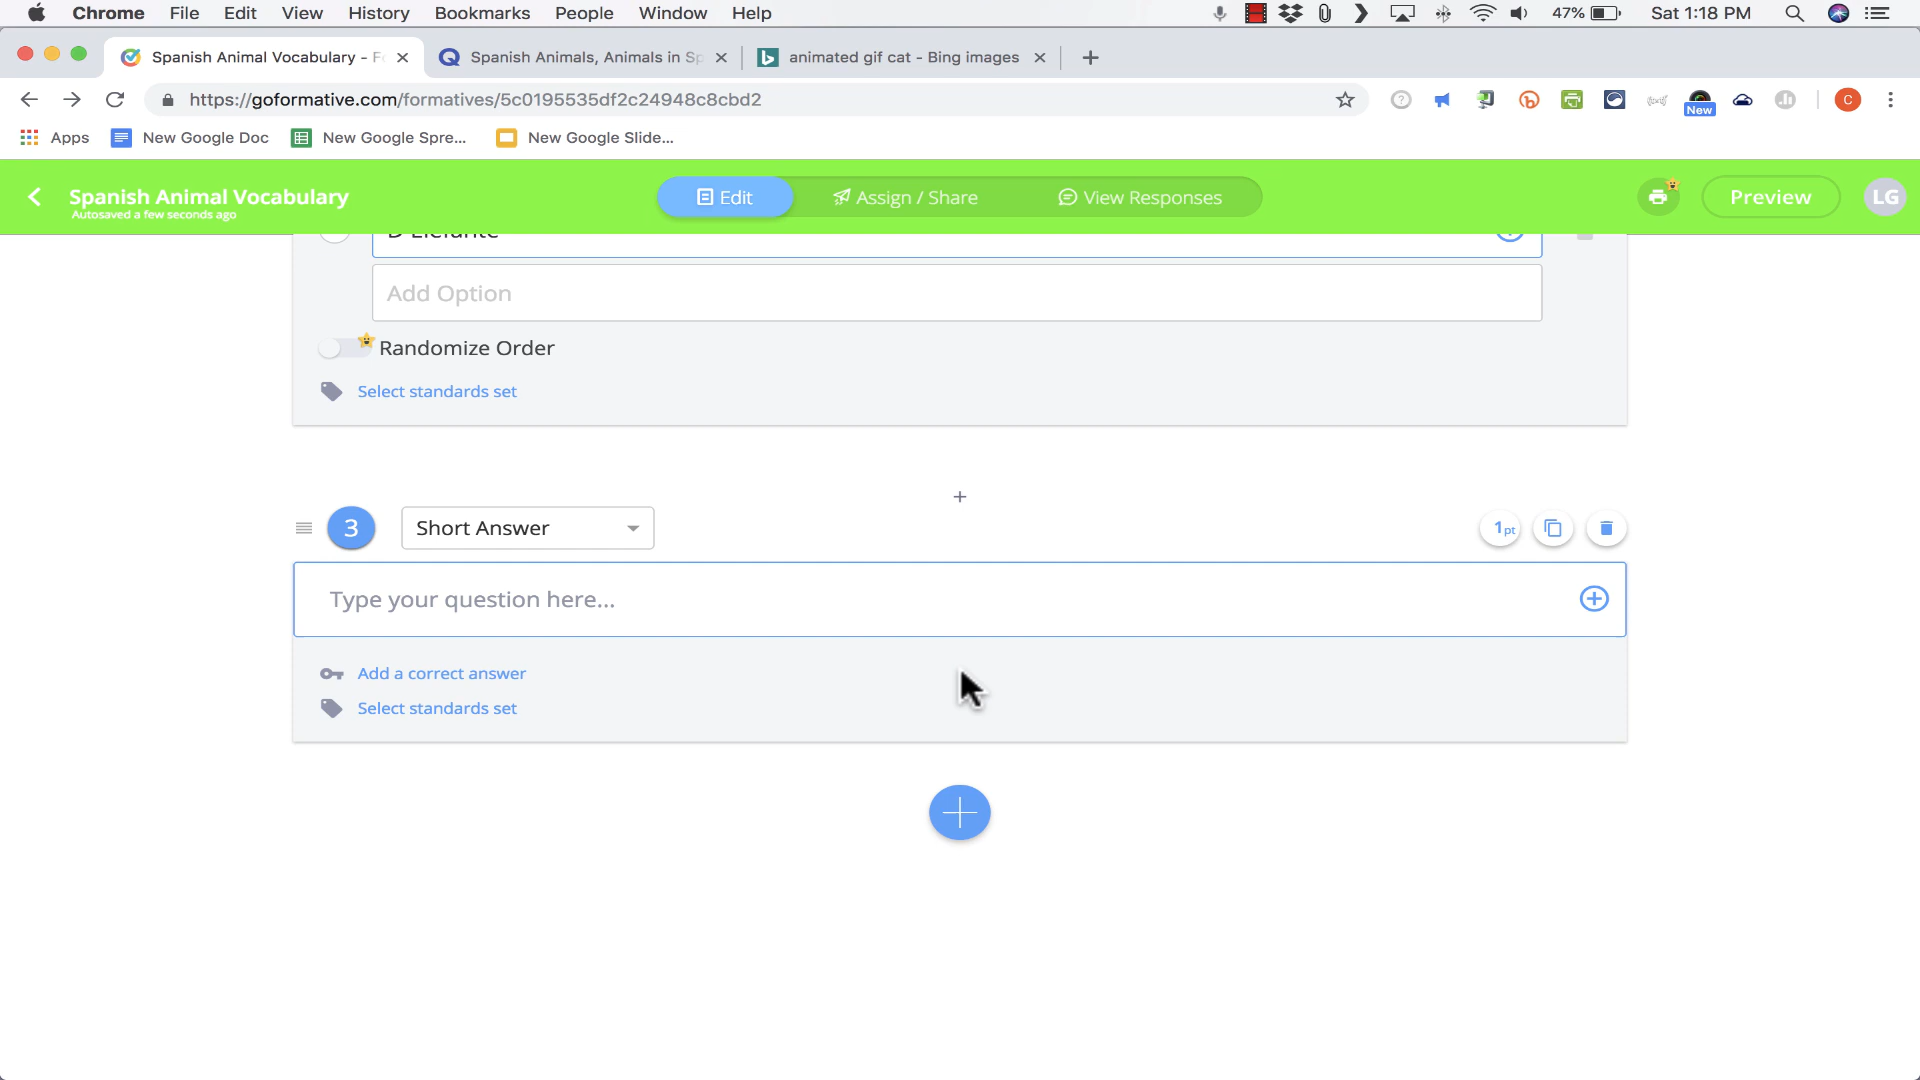 Chrome File Edit View History Bookmarks People Window Help 47% Sat 1:18 PM
Spanish Animal Vocabulary - Fo Spanish Animals, Animals in Sp animated gif cat - Bing images
https://goformative.com/formatives/5c0195535df2c24948c8cbd2 New C
Apps New Google Doc New Google Spre... New Google Slide...
Spanish Animal Vocabulary Edit Assign / Share View Responses Preview LG
Autosaved a few seconds ago
D Elefante
Add Option
Randomize Order
Select standards set
3 Short Answer 1pt
Type your question here...
Add a correct answer
Select standards set